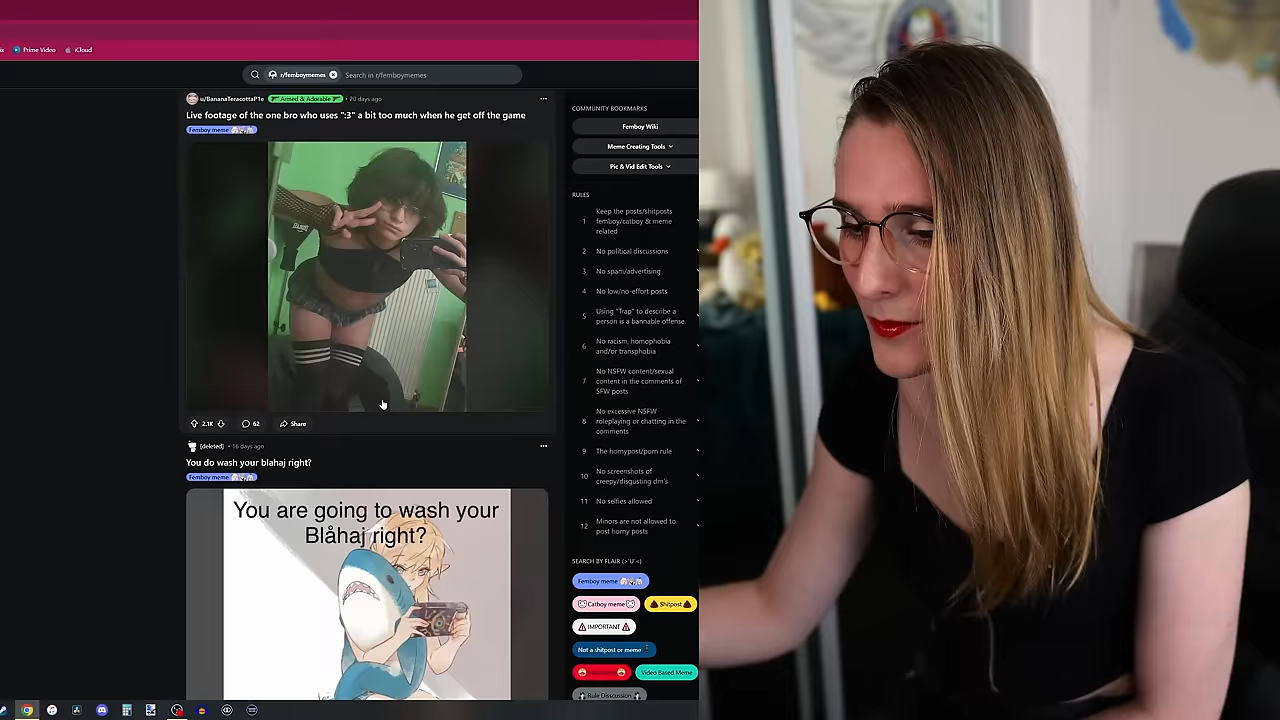 Prime Video
iCloud
r/femboymemes
Search in r/femboymemes
u/BananaTeracottaP1e
Armed & Adorable
• 20 days ago
Live footage of the one bro who uses ":3" a bit too much when he get off the game
Femboy meme
2.1K
62
Share
[deleted] • 16 days ago
You do wash your blahaj right?
Femboy meme
You are going to wash your
Blåhaj right?
COMMUNITY BOOKMARKS
Femboy Wiki
Meme Creating Tools
Pic & Vid Edit Tools
RULES
1
Keep the posts/shitposts
femboy/catboy & meme
related
2 No political discussions
3 No spam/advertising
4 No low/no-effort posts
5
Using "Trap" to describe a
person is a bannable offense.
6
No racism, homophobia
and/or transphobia
7
No NSFW content/sexual
content in the comments of
SFW posts
8
No excessive NSFW
roleplaying or chatting in the
comments
9 The hornypost/porn rule
10
No screenshots of
creepy/disgusting dm's
11 No selfies allowed
12
Minors are not allowed to
post horny posts
SEARCH BY FLAIR (>'U'<)
Femboy meme
Catboy meme
Shitpost
IMPORTANT
Not a shitpost or meme
Video Based Meme
Rule Disscussion